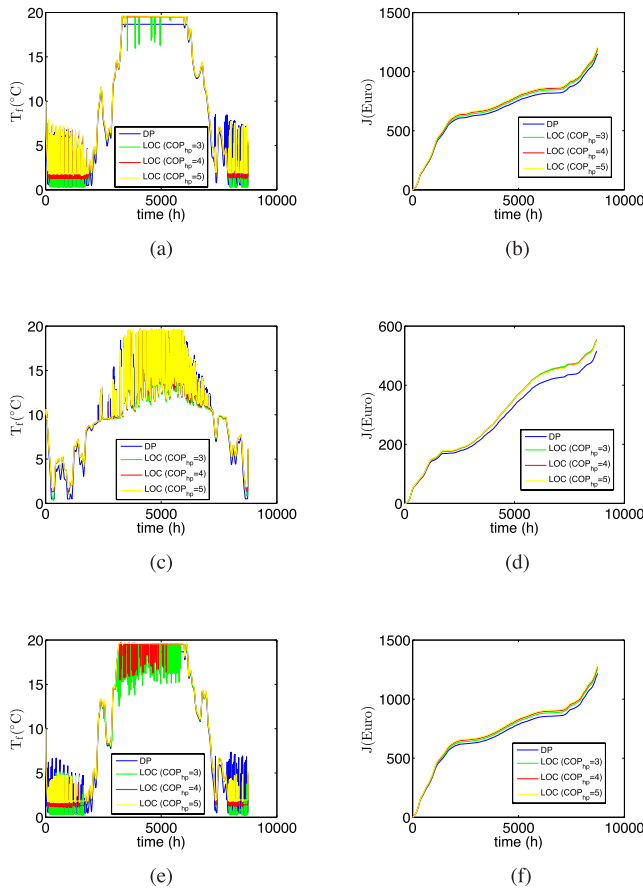 20
15
10
5
0
0 5000 10000
T_f(°C)
time (h)
DP
LOC (COP_hp=3)
LOC (COP_hp=4)
LOC (COP_hp=5)
(a)
1500
1000
500
0
0 5000 10000
J(Euro)
time (h)
DP
LOC (COP_hp=3)
LOC (COP_hp=4)
LOC (COP_hp=5)
(b)
20
15
10
5
0
0 5000 10000
T_f(°C)
time (h)
DP
LOC (COP_hp=3)
LOC (COP_hp=4)
LOC (COP_hp=5)
(c)
600
400
200
0
0 5000 10000
J(Euro)
time (h)
DP
LOC (COP_hp=3)
LOC (COP_hp=4)
LOC (COP_hp=5)
(d)
20
15
10
5
0
0 5000 10000
T_f(°C)
time (h)
DP
LOC (COP_hp=3)
LOC (COP_hp=4)
LOC (COP_hp=5)
(e)
1500
1000
500
0
0 5000 10000
J(Euro)
time (h)
DP
LOC (COP_hp=3)
LOC (COP_hp=4)
LOC (COP_hp=5)
(f)